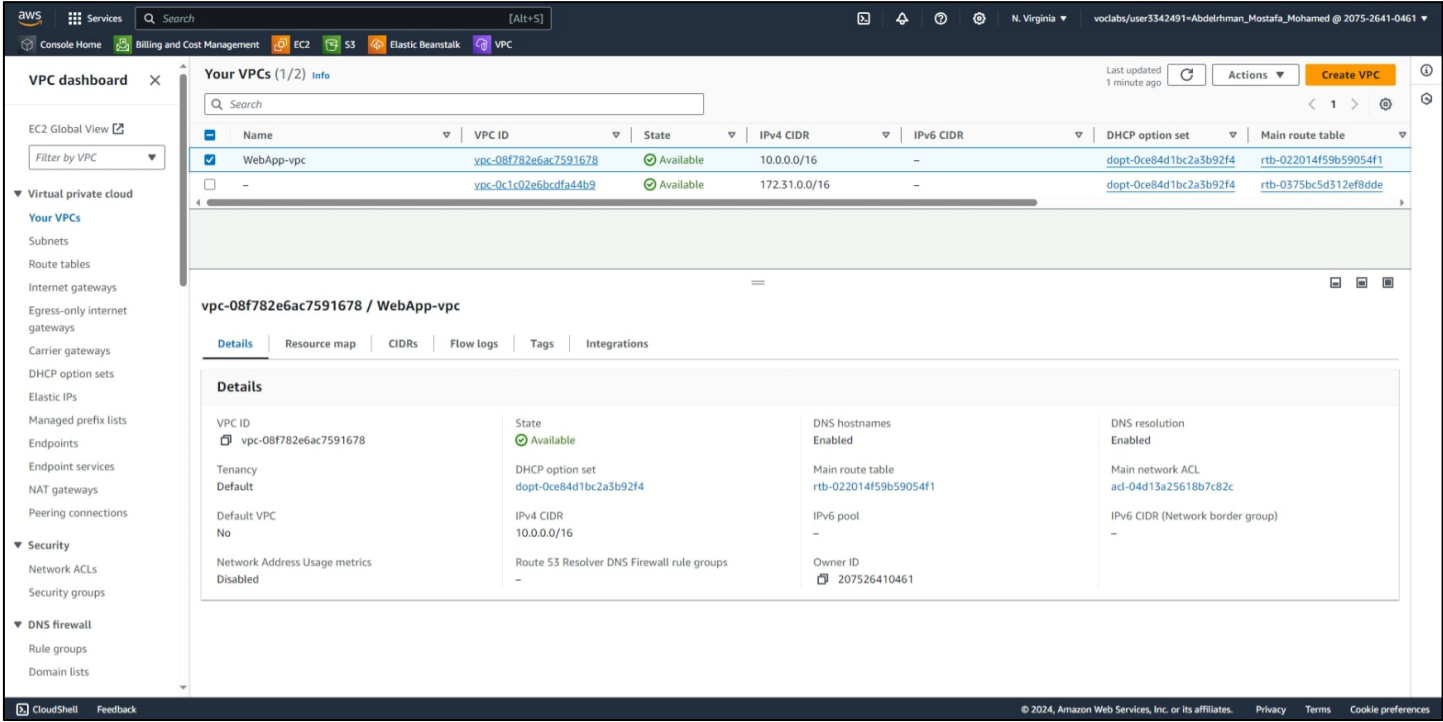 aws Services Search [Alt+S] N. Virginia voclabs/user3342491=Abdelrhman_Mostafa_Mohamed @ 2075-2641-0461
Console Home Billing and Cost Management EC2 S3 Elastic Beanstalk VPC
VPC dashboard
EC2 Global View
Filter by VPC
Virtual private cloud
Your VPCs
Subnets
Route tables
Internet gateways
Egress-only internet
gateways
Carrier gateways
DHCP option sets
Elastic IPs
Managed prefix lists
Endpoints
Endpoint services
NAT gateways
Peering connections
Security
Network ACLs
Security groups
DNS firewall
Rule groups
Domain lists
Your VPCs (1/2) Info
Last updated
1 minute ago
Actions
Create VPC
Search
1
Name VPC ID State IPv4 CIDR IPv6 CIDR DHCP option set Main route table
WebApp-vpc vpc-08f782e6ac7591678 Available 10.0.0.0/16 – dopt-0ce84d1bc2a3b92f4 rtb-022014f59b59054f1
– vpc-0c1c02e6bcdfa44b9 Available 172.31.0.0/16 – dopt-0ce84d1bc2a3b92f4 rtb-0375bc5d312ef8dde
vpc-08f782e6ac7591678 / WebApp-vpc
Details Resource map CIDRs Flow logs Tags Integrations
Details
VPC ID State DNS hostnames DNS resolution
vpc-08f782e6ac7591678 Available Enabled Enabled
Tenancy DHCP option set Main route table Main network ACL
Default dopt-0ce84d1bc2a3b92f4 rtb-022014f59b59054f1 acl-04d13a25618b7c82c
Default VPC IPv4 CIDR IPv6 pool IPv6 CIDR (Network border group)
No 10.0.0.0/16 – –
Network Address Usage metrics Route 53 Resolver DNS Firewall rule groups Owner ID
Disabled – 207526410461
CloudShell Feedback © 2024, Amazon Web Services, Inc. or its affiliates. Privacy Terms Cookie preferences